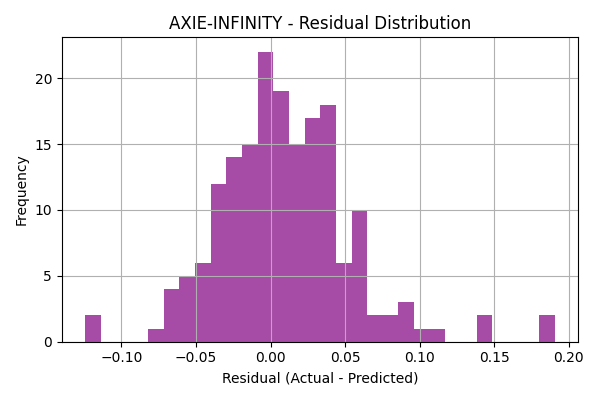 AXIE-INFINITY - Residual Distribution
Frequency
20
15
10
5
0
−0.10 −0.05 0.00 0.05 0.10 0.15 0.20
Residual (Actual - Predicted)